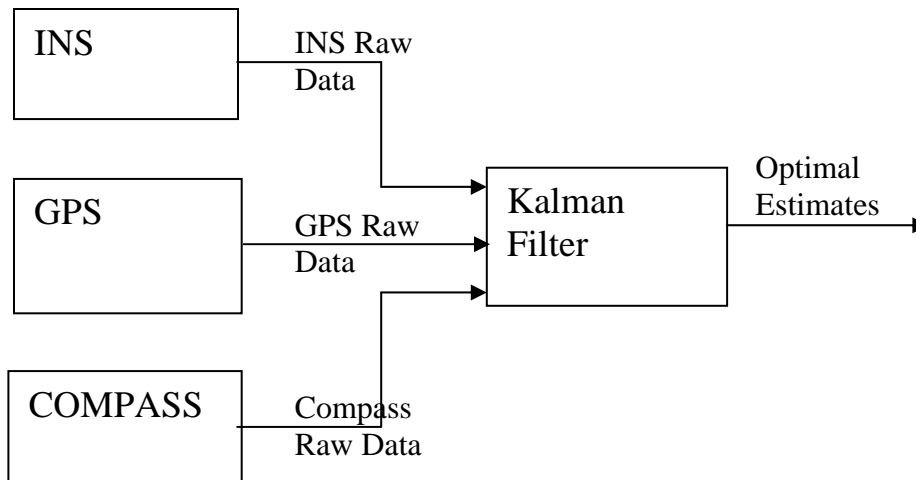 INS
INS Raw
Data
GPS
GPS Raw
Data
COMPASS
Compass
Raw Data
Kalman
Filter
Optimal
Estimates